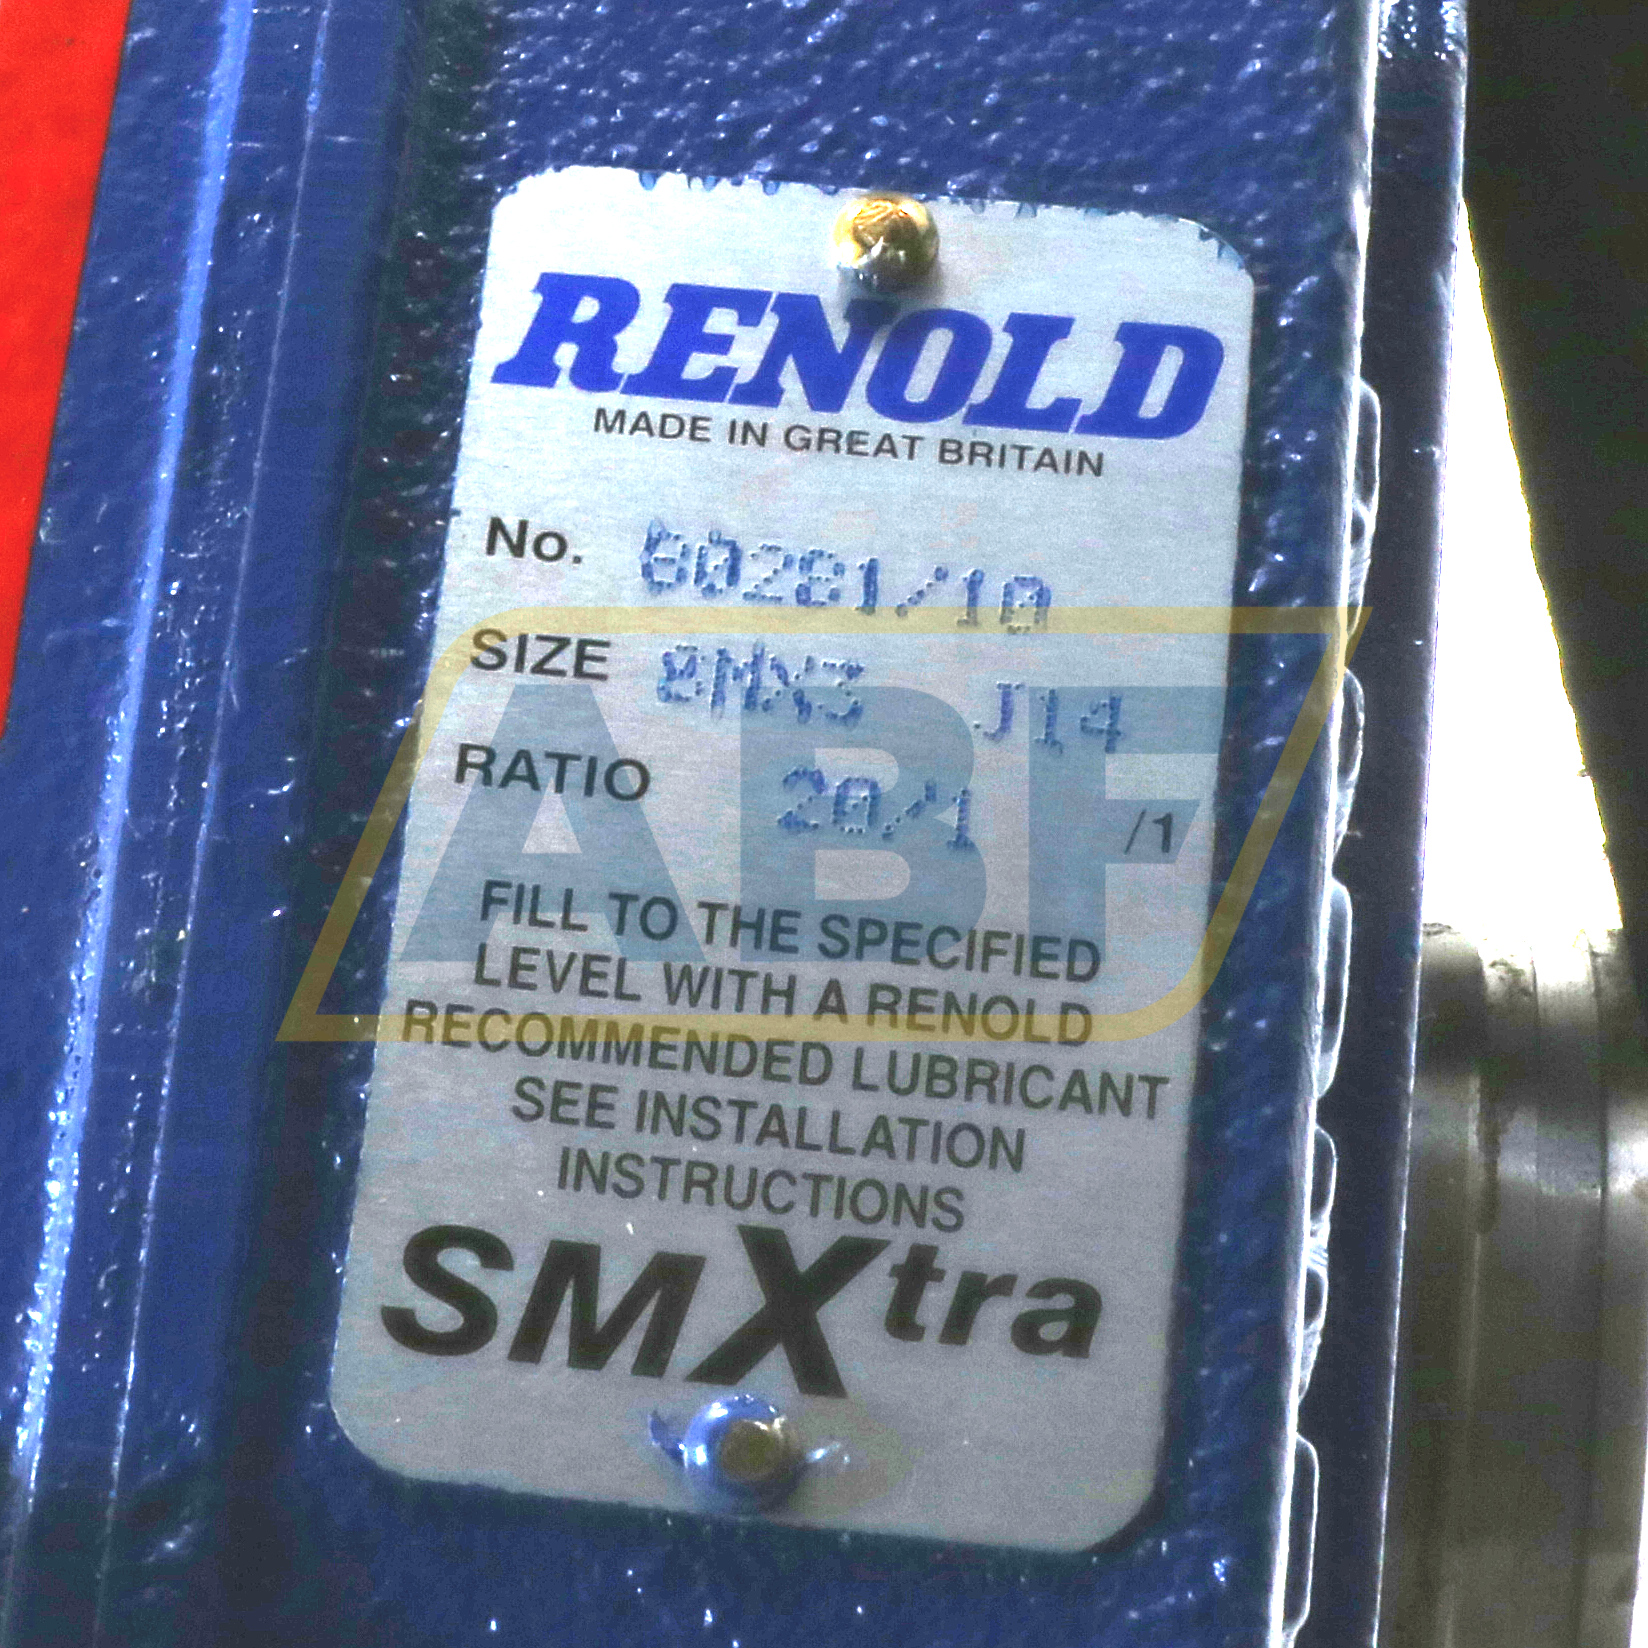 RENOLD
MADE IN GREAT BRITAIN
No. 60281/10
SIZE 8MX3 J14
RATIO 20/1 /1
FILL TO THE SPECIFIED
LEVEL WITH A RENOLD
RECOMMENDED LUBRICANT
SEE INSTALLATION
INSTRUCTIONS
SMXtra
ABF